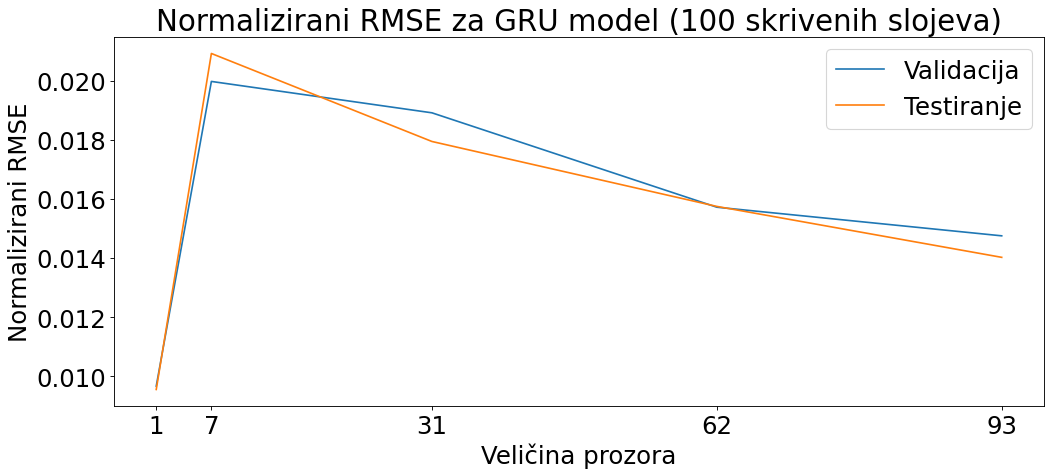 Normalizirani RMSE za GRU model (100 skrivenih slojeva)
Validacija
Testiranje
Normalizirani RMSE
0.020
0.018
0.016
0.014
0.012
0.010
1 7 31 62 93
Veličina prozora